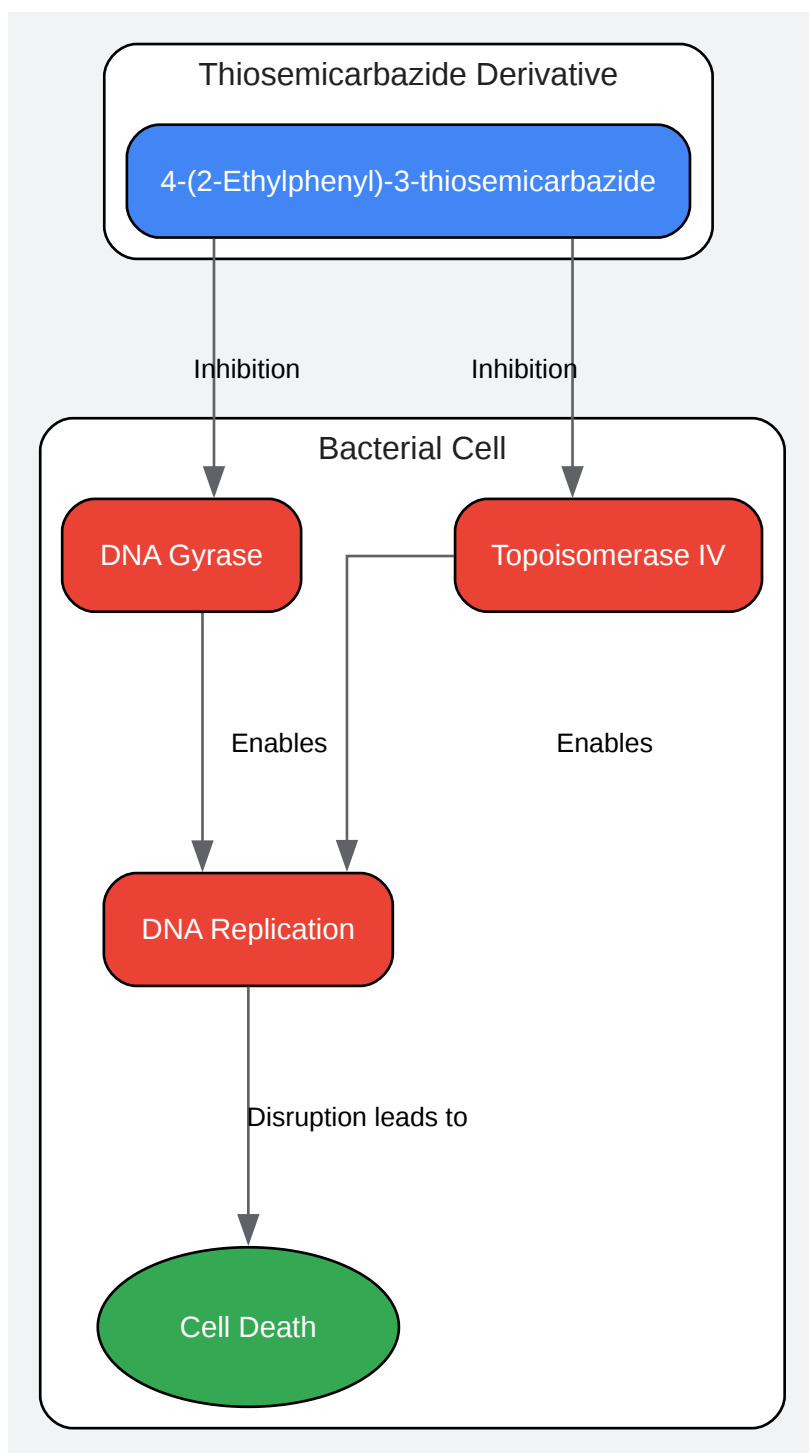 Thiosemicarbazide Derivative
4-(2-Ethylphenyl)-3-thiosemicarbazide
Inhibition
Inhibition
Bacterial Cell
DNA Gyrase
Topoisomerase IV
Enables
Enables
DNA Replication
Disruption leads to
Cell Death